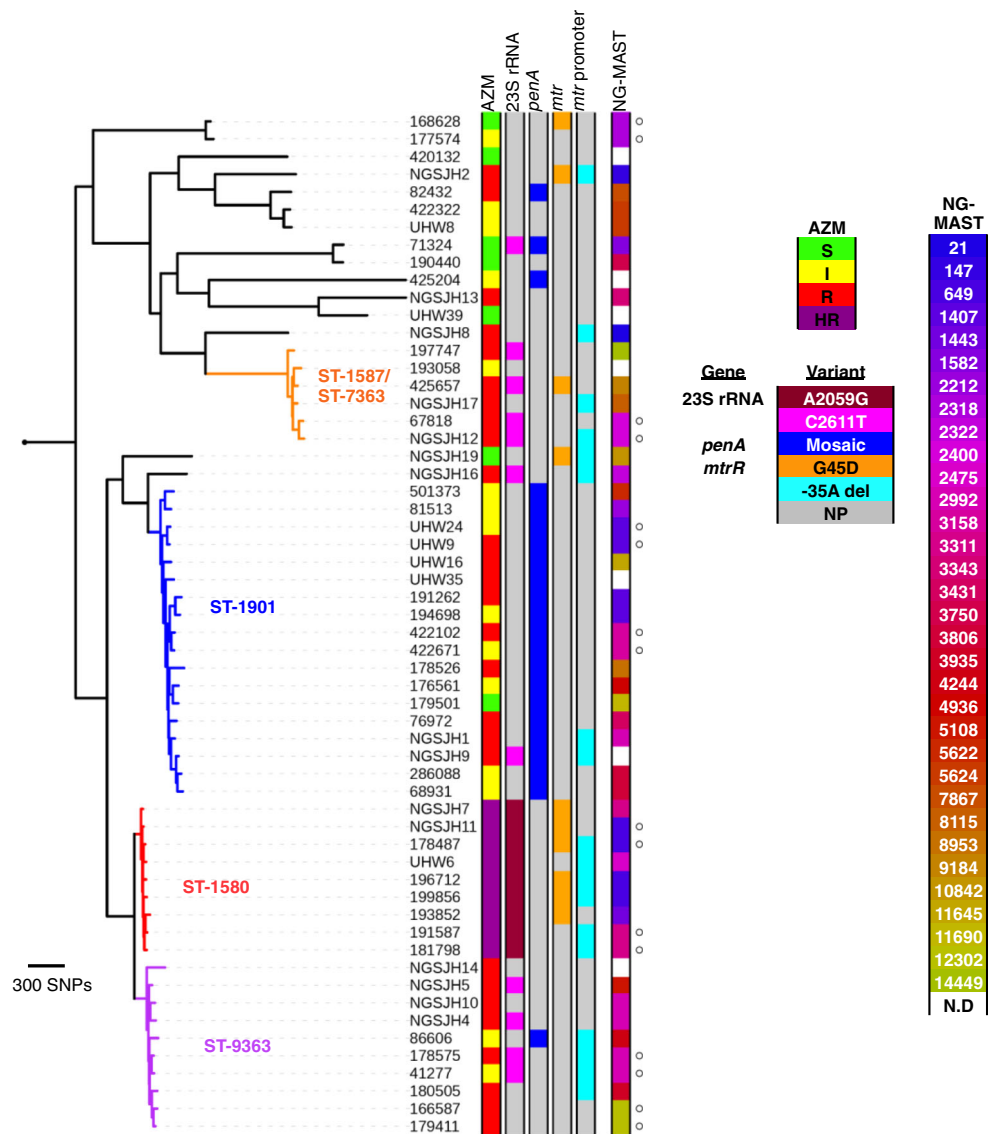 AZM
23S rRNA
penA
mtr
mtr promoter
NG-MAST
168628
177574
420132
NGSJH2
82432
422322
UHW8
71324
190440
425204
NGSJH13
UHW39
NGSJH8
197747
193058
425657
NGSJH17
67818
NGSJH12
NGSJH19
NGSJH16
501373
81513
UHW24
UHW9
UHW16
UHW35
191262
194698
422102
422671
178526
176561
179501
76972
NGSJH1
NGSJH9
286088
68931
NGSJH7
NGSJH11
178487
UHW6
196712
199856
193852
191587
181798
NGSJH14
NGSJH5
NGSJH10
NGSJH4
86606
178575
41277
180505
166587
179411
ST-1587/
ST-7363
ST-1901
ST-1580
ST-9363
300 SNPs
AZM
S
I
R
HR
Gene Variant
23S rRNA A2059G
C2611T
penA Mosaic
mtrR G45D
-35A del
NP
NG-
MAST
21
147
649
1407
1443
1582
2212
2318
2322
2400
2475
2992
3158
3311
3343
3431
3750
3806
3935
4244
4936
5108
5622
5624
7867
8115
8953
9184
10842
11645
11690
12302
14449
N.D